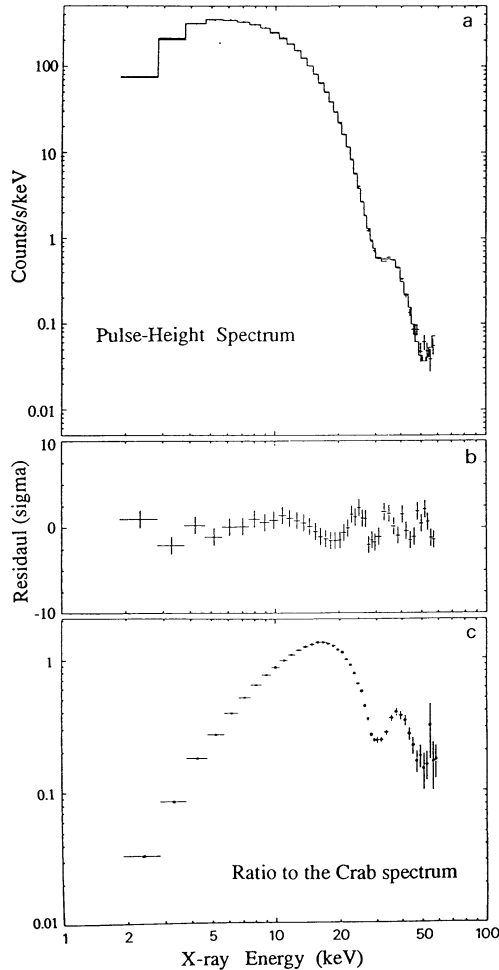 a
100
10
1
0.1
0.01
Counts/s/keV
Pulse-Height Spectrum
b
10
0
-10
Residaul (sigma)
c
1
0.1
0.01
Ratio to the Crab spectrum
1 2 5 10 20 50 100
X-ray Energy (keV)